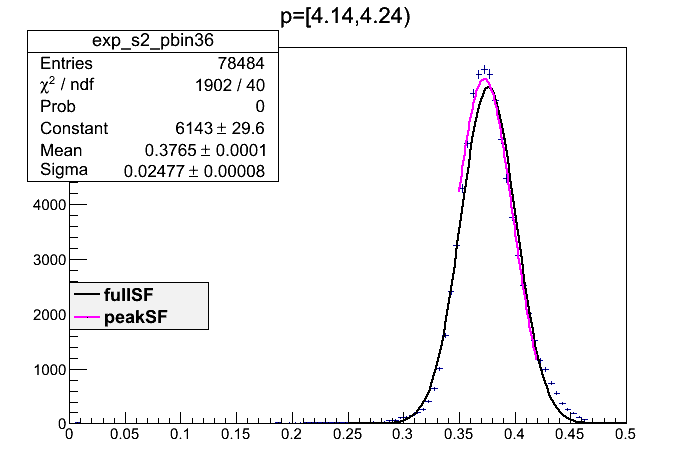 p=[4.14,4.24)
exp_s2_pbin36
Entries 78484
χ² / ndf 1902 / 40
Prob 0
Constant 6143 ± 29.6
Mean 0.3765 ± 0.0001
Sigma 0.02477 ± 0.00008
4000
3000
fullSF
2000
peakSF
1000
0
0 0.05 0.1 0.15 0.2 0.25 0.3 0.35 0.4 0.45 0.5